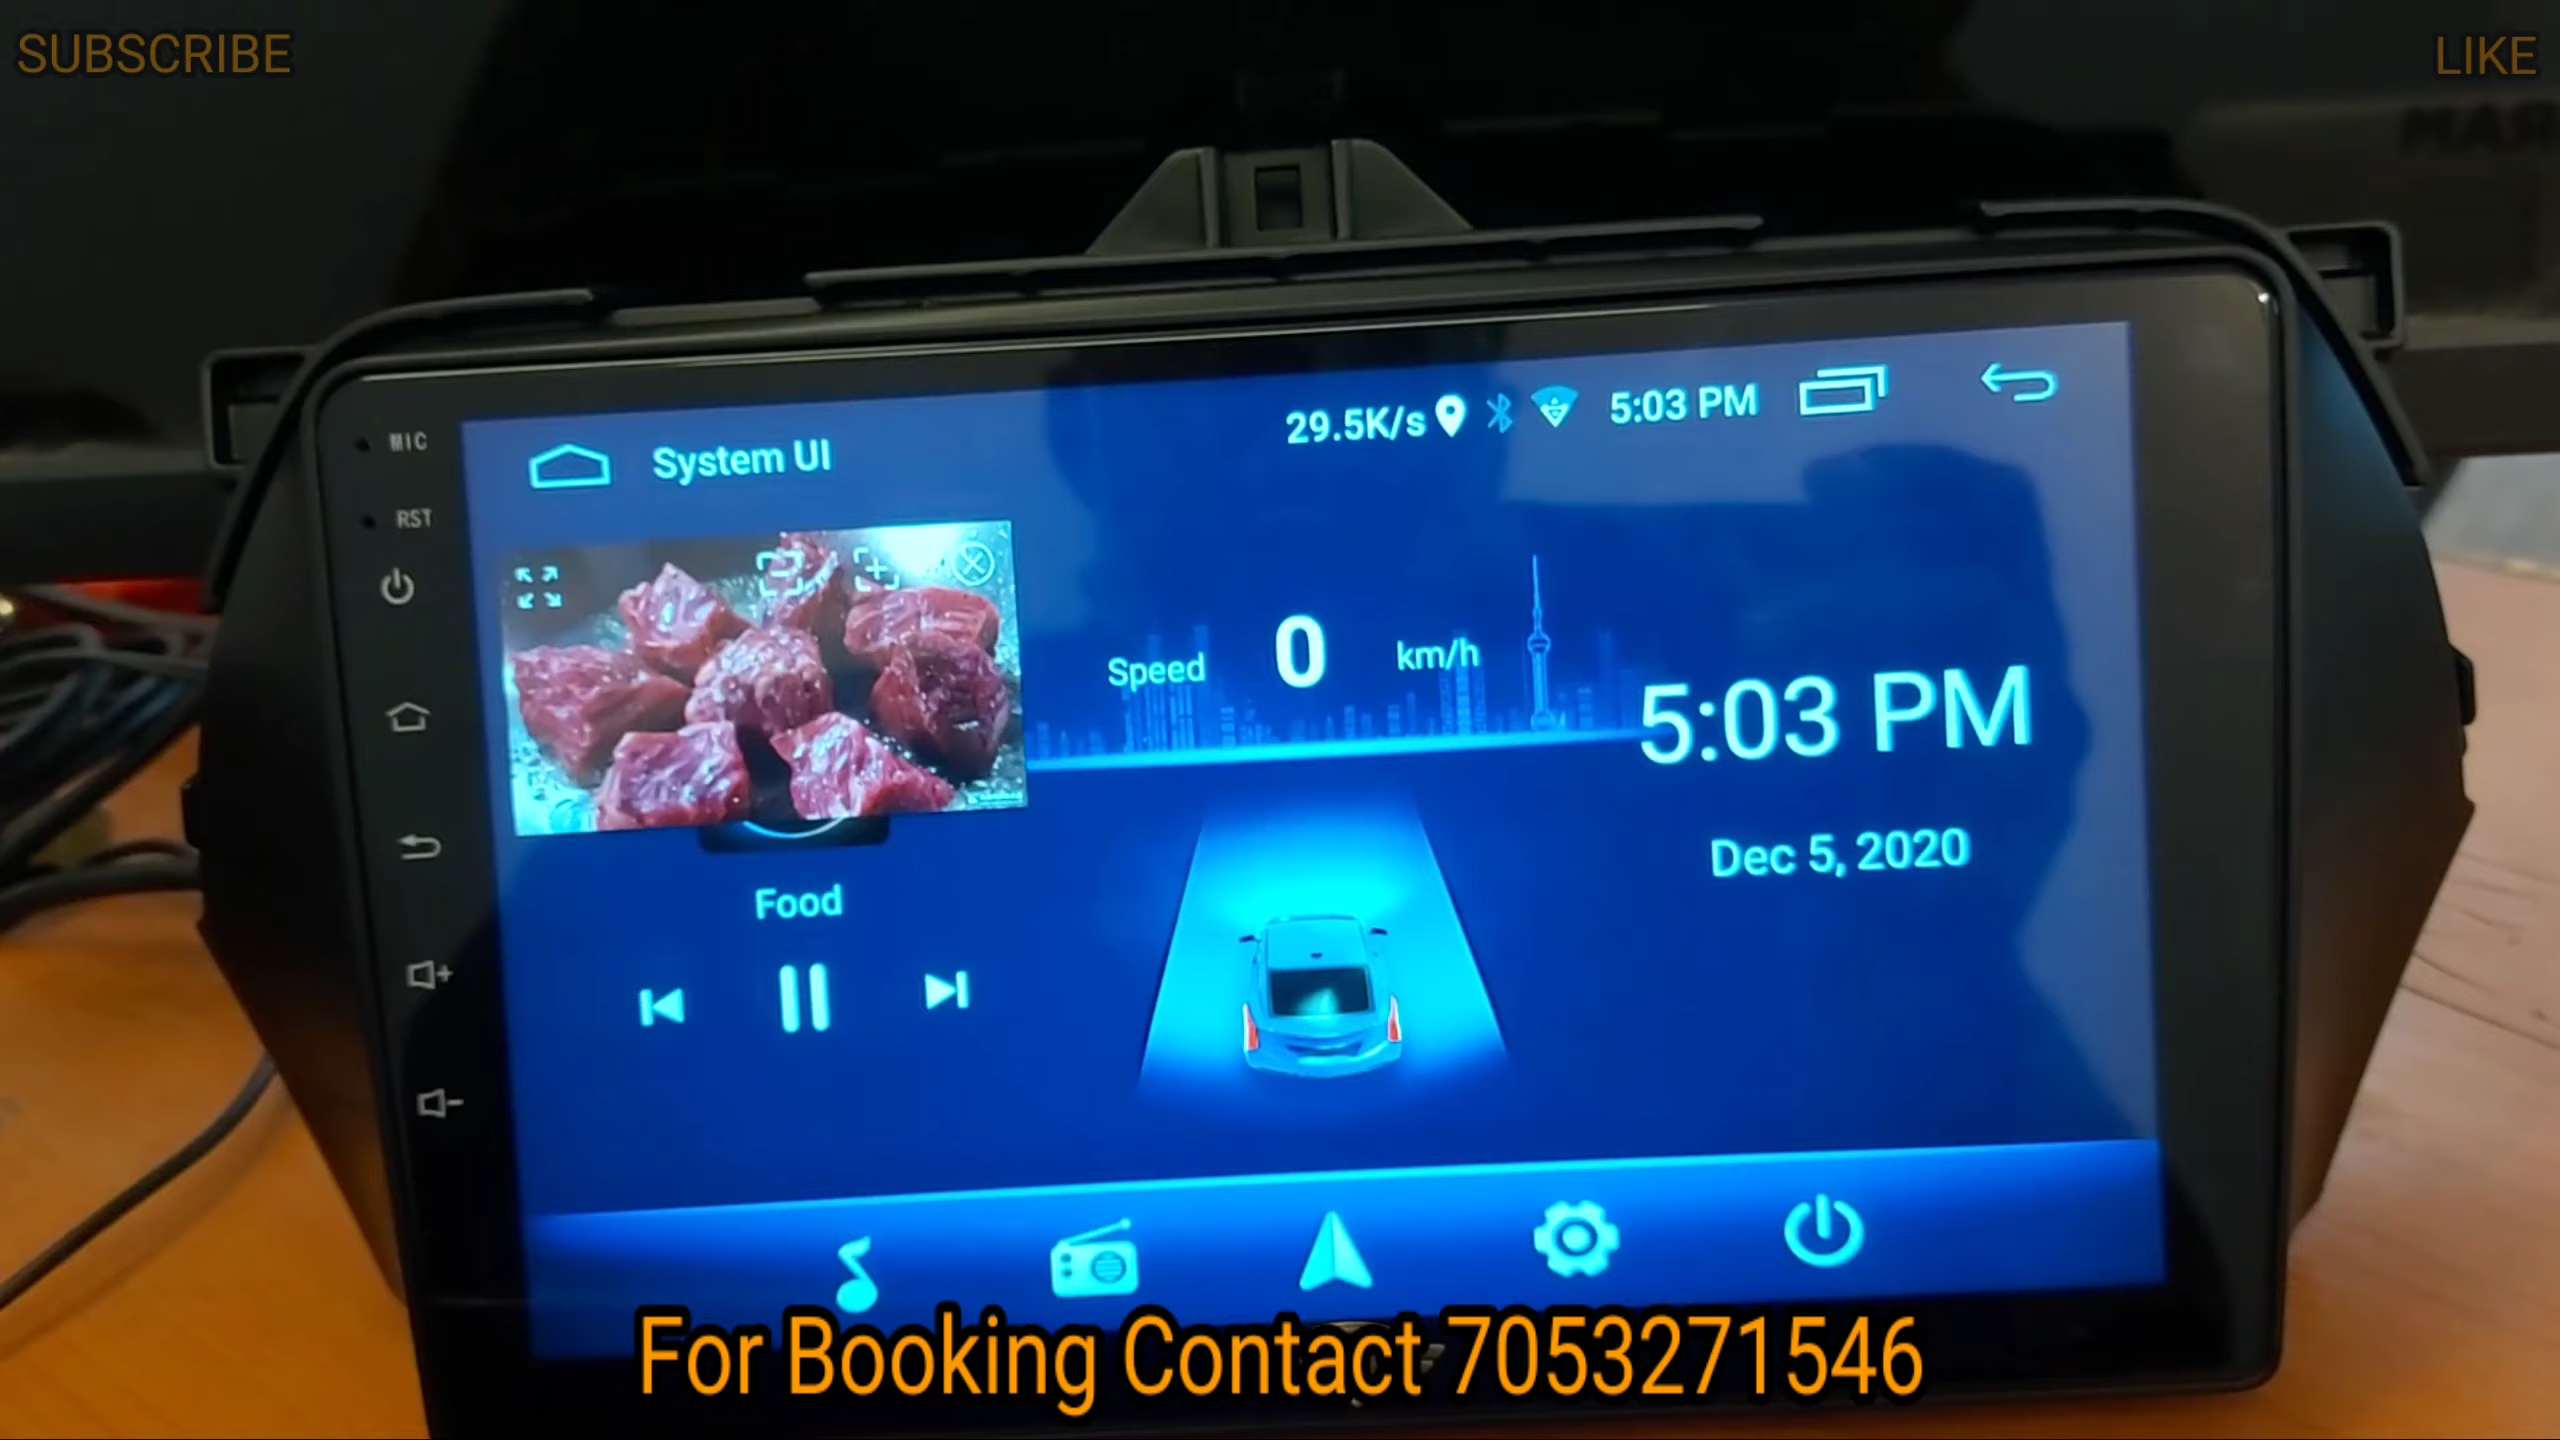 SUBSCRIBE
LIKE
MIC
RST
System UI
29.5K/s
5:03 PM
Speed 0 km/h
5:03 PM
Dec 5, 2020
Food
For Booking Contact 7053271546